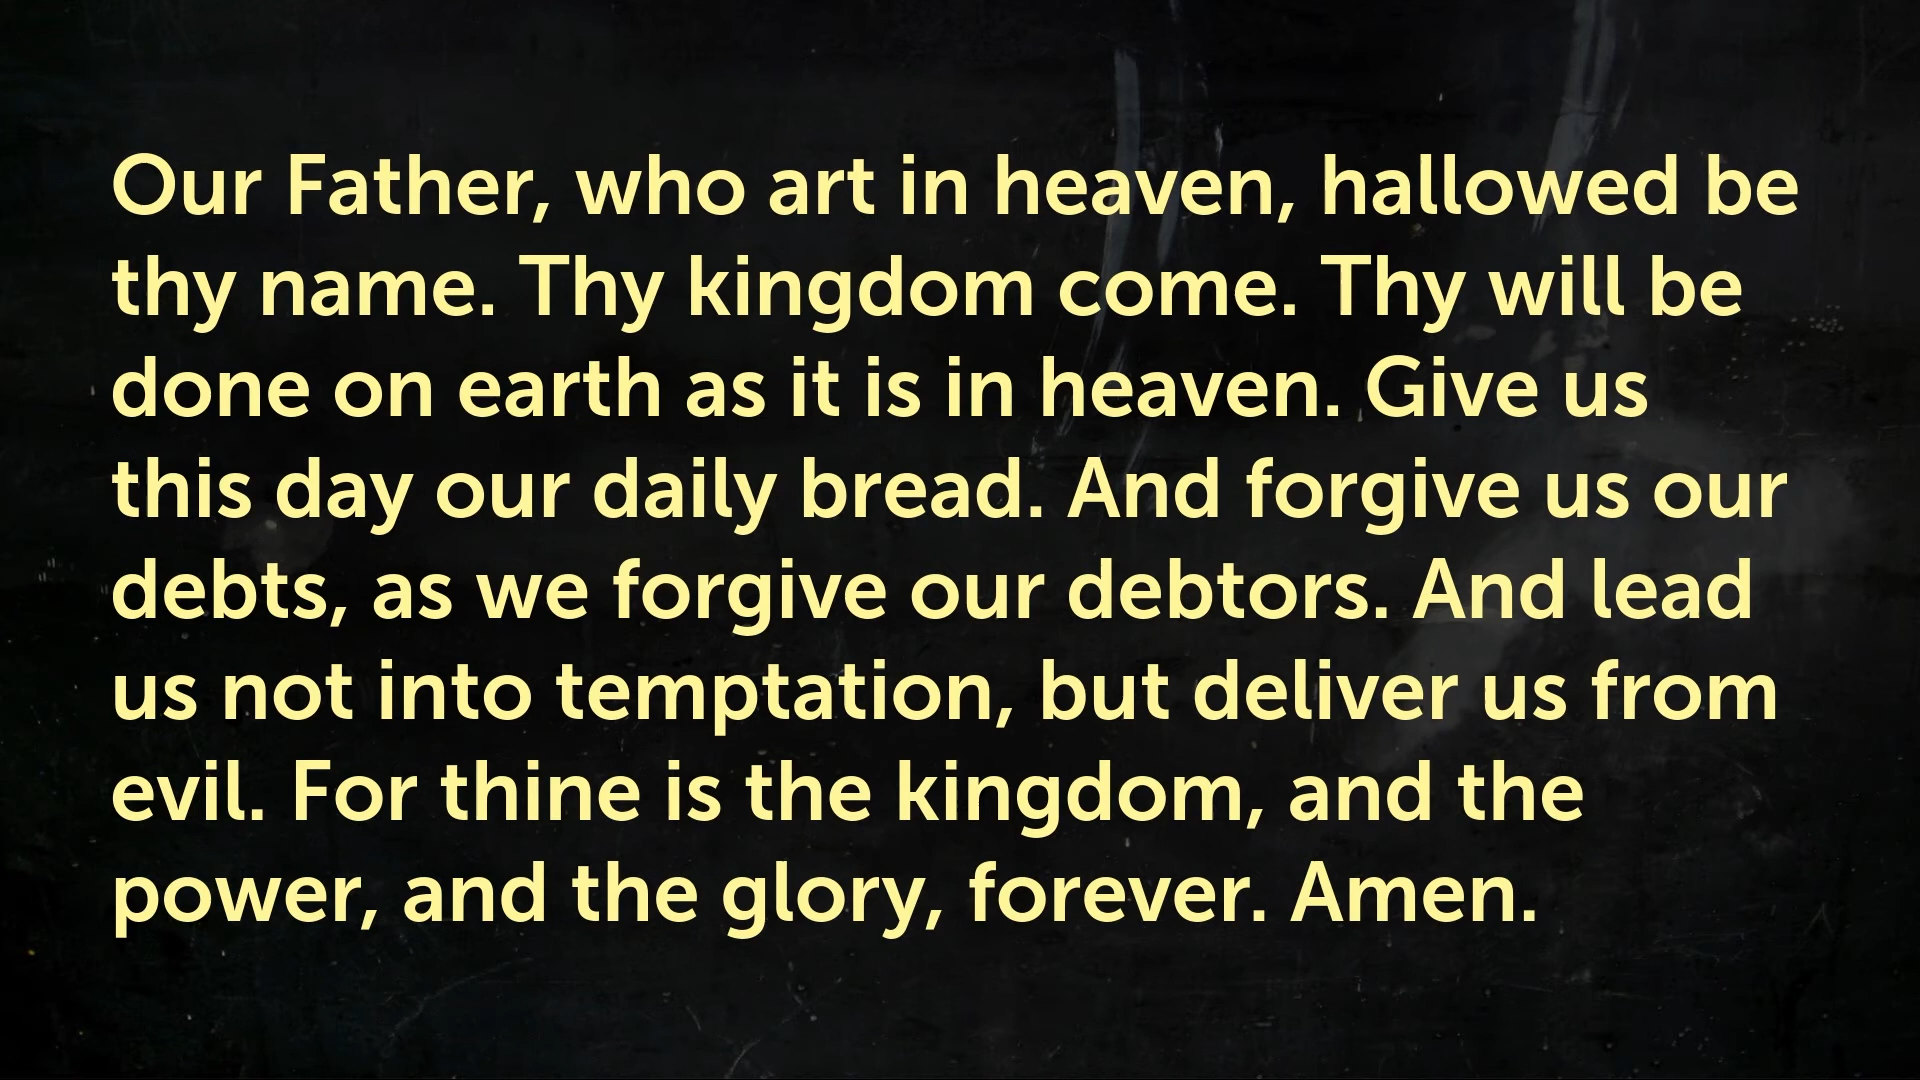 Our Father, who art in heaven, hallowed be
thy name. Thy kingdom come. Thy will be
done on earth as it is in heaven. Give us
this day our daily bread. And forgive us our
debts, as we forgive our debtors. And lead
us not into temptation, but deliver us from
evil. For thine is the kingdom, and the
power, and the glory, forever. Amen.